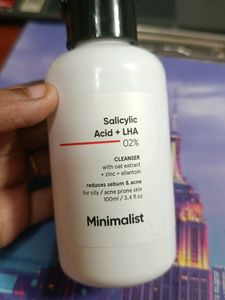 Salicylic
Acid + LHA
02%
CLEANSER
with oat extract
+ zinc + allantoin
reduces sebum & acne
for oily / acne prone skin
100ml / 3.4 fl oz
Minimalist